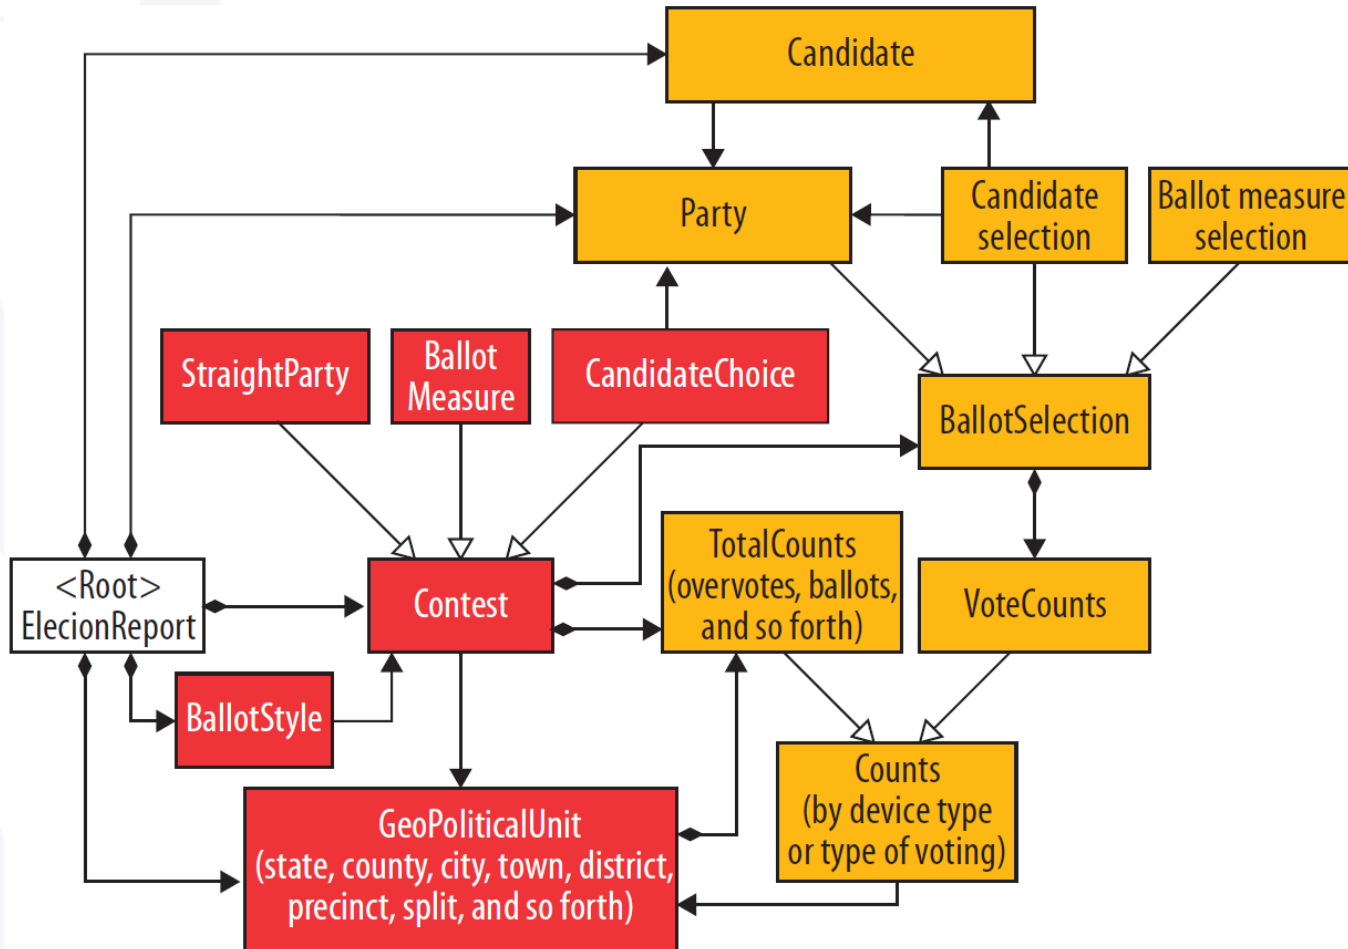 Candidate
Party
Candidate
selection
Ballot measure
selection
StraightParty
Ballot
Measure
CandidateChoice
BallotSelection
<Root>
ElecionReport
Contest
TotalCounts
(overvotes, ballots,
and so forth)
VoteCounts
BallotStyle
GeoPoliticalUnit
(state, county, city, town, district,
precinct, split, and so forth)
Counts
(by device type
or type of voting)